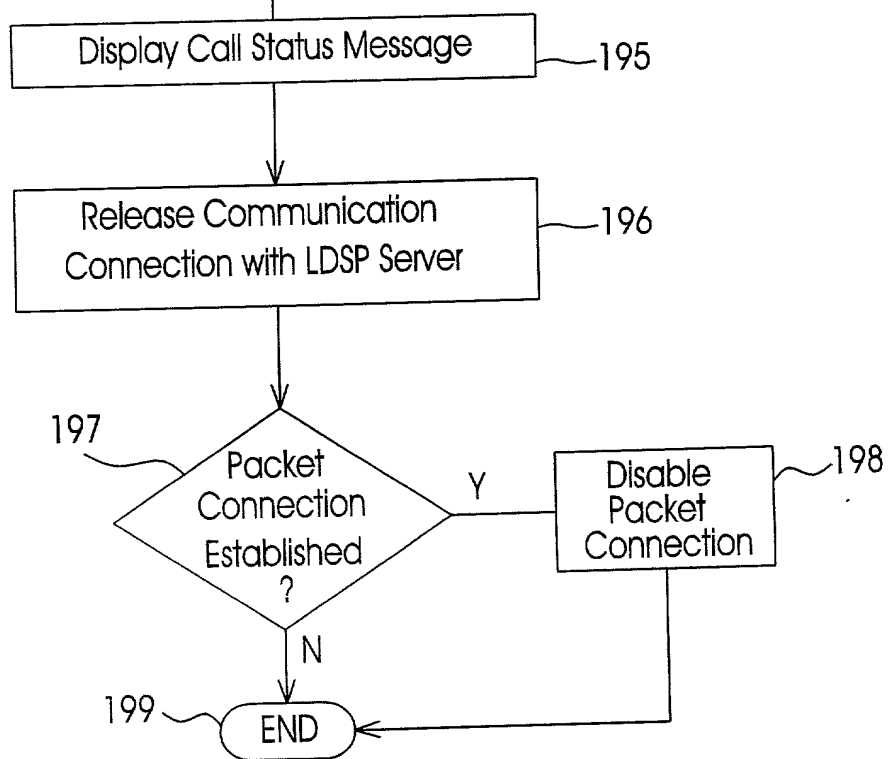 Display Call Status Message
195
Release Communication
Connection with LDSP Server
196
197
Packet
Connection
Established
?
Y
Disable
Packet
Connection
198
N
199
END